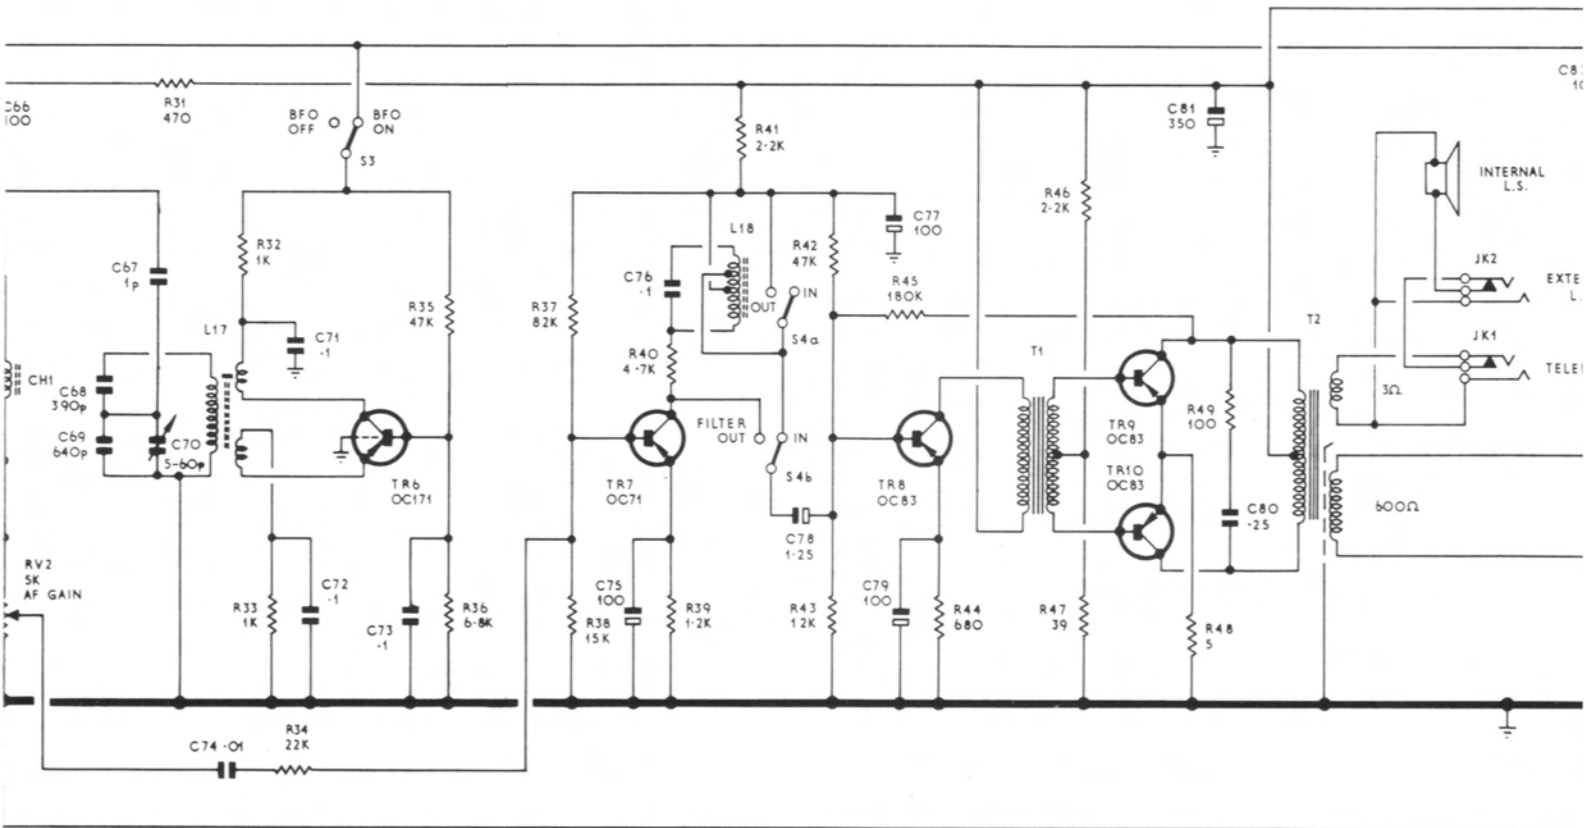 C66
100
R31
470
BFO
OFF
BFO
ON
S3
R41
2·2K
C81
350
INTERNAL
L.S.
R32
1K
C67
1p
L17
C71
·1
R35
47K
R37
82K
C76
·1
L18
OUT
IN
S4a
R42
47K
C77
100
R45
180K
R46
2·2K
JK2
EXTE
L.
JK1
TELE
T2
T1
3Ω
CH1
C68
390p
C69
640p
C70
5-60p
R40
4·7K
FILTER
OUT
IN
S4b
TR6
OC171
TR7
OC71
TR8
OC83
TR9
OC83
TR10
OC83
R49
100
C80
·25
600Ω
C78
1·25
RV2
5K
AF GAIN
R33
1K
C72
·1
C73
·1
R36
6·8K
R38
15K
C75
100
R39
1·2K
R43
12K
C79
100
R44
680
R47
39
R48
5
C74 ·01
R34
22K